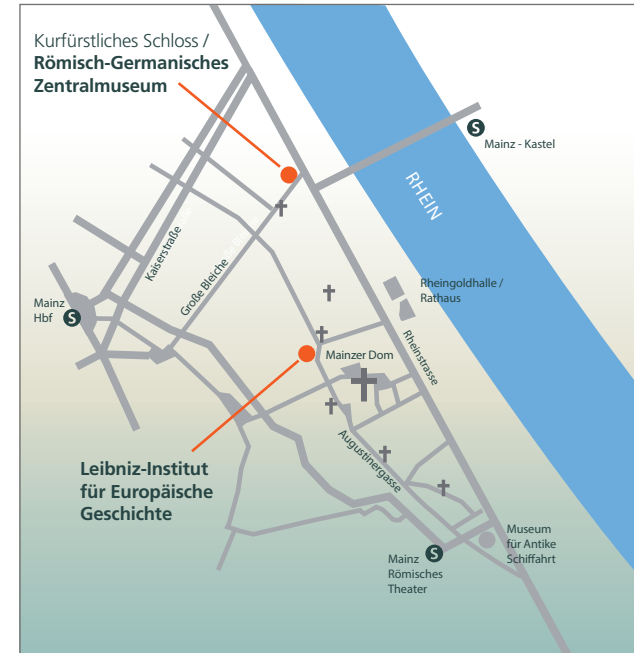 Kurfürstliches Schloss /
Römisch-Germanisches
Zentralmuseum
S
Mainz - Kastel
RHEIN
Kaiserstraße
Große Bleiche
Mainz
Hbf
S
Rheingoldhalle /
Rathaus
Rheinstrasse
Mainzer Dom
Augustinergasse
Leibniz-Institut
für Europäische
Geschichte
Museum
für Antike
Schiffahrt
S
Mainz
Römisches
Theater